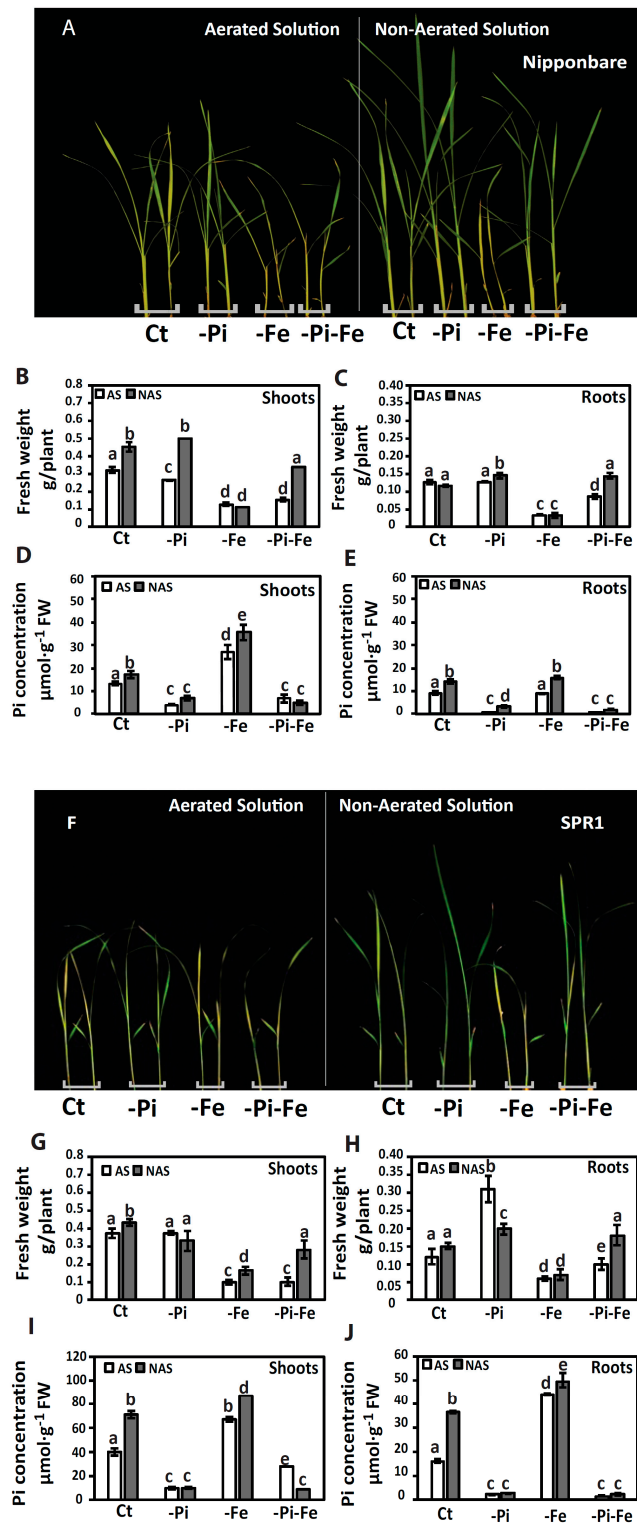 A Aerated Solution Non-Aerated Solution
Nipponbare
Ct -Pi -Fe -Pi-Fe Ct -Pi -Fe -Pi-Fe
B
Fresh weight
g/plant
0.8
0.7
0.6
0.5
0.4
0.3
0.1
0
AS NAS Shoots
a b c b d d d a
Ct -Pi -Fe -Pi-Fe
C
Fresh weight
g/plant
0.40
0.35
0.30
0.20
0.15
0.10
0.05
0
AS NAS Roots
a a a b c c d a
Ct -Pi -Fe -Pi-Fe
D
Pi concentration
µmol·g-1 FW
60
50
40
30
20
10
0
AS NAS Shoots
a b c c d e c c
Ct -Pi -Fe -Pi-Fe
E
Pi concentration
µmol·g-1 FW
60
50
40
30
20
10
0
AS NAS Roots
a b c d a b c c
Ct -Pi -Fe -Pi-Fe
F Aerated Solution Non-Aerated Solution
SPR1
Ct -Pi -Fe -Pi-Fe Ct -Pi -Fe -Pi-Fe
G
Fresh weight
g/plant
0.8
0.7
0.6
0.5
0.4
0.3
0.1
0
AS NAS Shoots
a b a a c d c a
Ct -Pi -Fe -Pi-Fe
H
Fresh weight
g/plant
0.40
0.35
0.30
0.20
0.15
0.10
0.05
0
AS NAS Roots
a a b c d d e a
Ct -Pi -Fe -Pi-Fe
I
Pi concentration
µmol·g-1 FW
120
100
80
60
40
20
0
AS NAS Shoots
a b c c b d e c
Ct -Pi -Fe -Pi-Fe
J
Pi concentration
µmol·g-1 FW
60
50
40
30
20
10
0
AS NAS Roots
a b c c d e c c
Ct -Pi -Fe -Pi-Fe